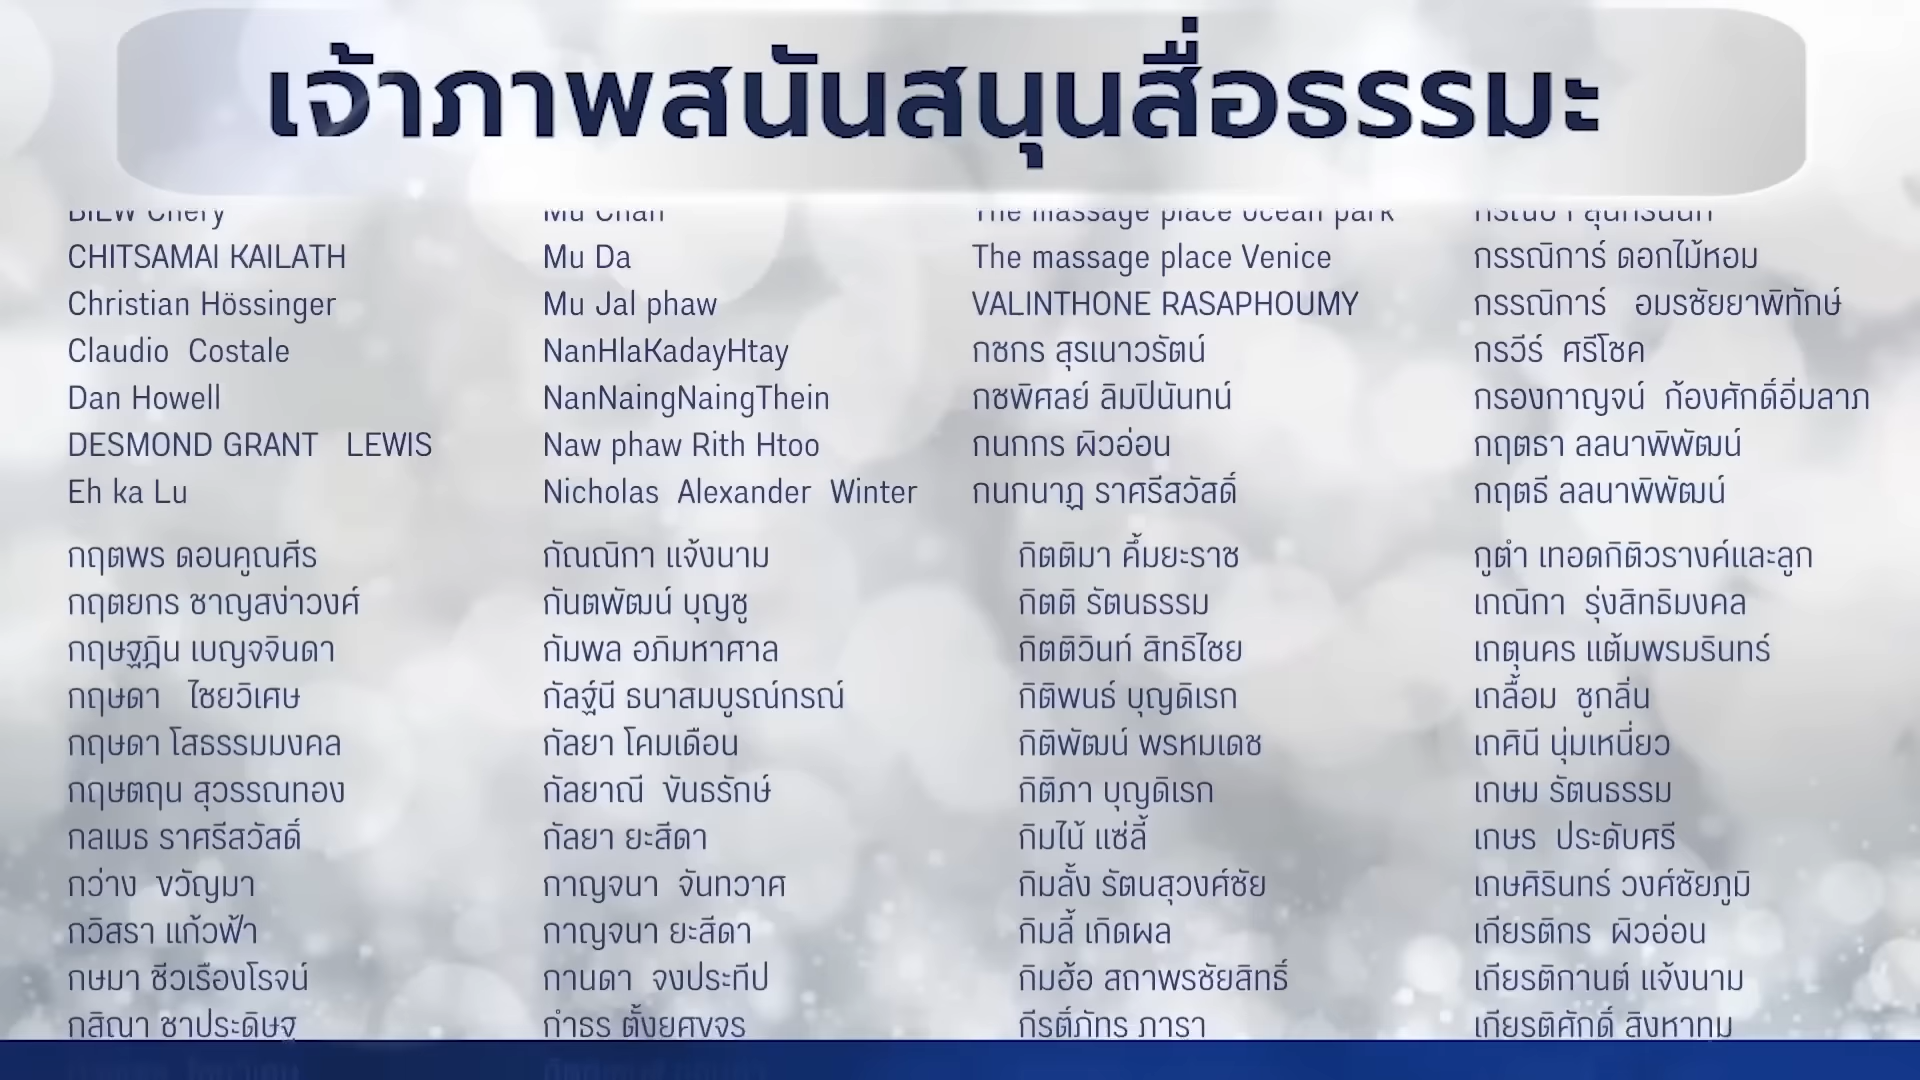 เจ้าภาพสนันสนุนสื่อธรรมะ
BIEW Chery
CHITSAMAI KAILATH
Christian Hössinger
Claudio Costale
Dan Howell
DESMOND GRANT LEWIS
Eh ka Lu
Mu Chan
Mu Da
Mu Jal phaw
NanHlaKadayHtay
NanNaingNaingThein
Naw phaw Rith Htoo
Nicholas Alexander Winter
The massage place ocean park
The massage place Venice
VALINTHONE RASAPHOUMY
กชกร สุรเนาวรัตน์
กชพิศลย์ ลิมปินันทน์
กนกกร ผิวอ่อน
กนกนาฏ ราศรีสวัสดิ์
กรรณิการ์ ดอกไม้หอม
กรรณิการ์ อมรชัยยาพิทักษ์
กรวีร์ ศรีโชค
กรองกาญจน์ ก้องศักดิ์อิ่มลาภ
กฤตธา ลลนาพิพัฒน์
กฤตธี ลลนาพิพัฒน์
กฤตพร ดอนคูณศีร
กฤตยกร ชาญสง่าวงศ์
กฤษฐฎิน เบญจจินดา
กฤษดา ไชยวิเศษ
กฤษดา โสธรรมมงคล
กฤษตฤน สุวรรณทอง
กลเมธ ราศรีสวัสดิ์
กว่าง ขวัญมา
กวิสรา แก้วฟ้า
กษมา ชีวเรืองโรจน์
กสิณา ชาประดิษฐ
กัณณิกา แจ้งนาม
กันตพัฒน์ บุญชู
กัมพล อภิมหาศาล
กัลฐ์นี ธนาสมบูรณ์กรณ์
กัลยา โคมเดือน
กัลยาณี ขันธรักษ์
กัลยา ยะสีดา
กาญจนา จันทวาศ
กาญจนา ยะสีดา
กานดา จงประทีป
กำธร ตั้งยศขจร
กิตติมา คิ้มยะราช
กิตติ รัตนธรรม
กิตติวินท์ สิทธิไชย
กิติพนธ์ บุญดิเรก
กิติพัฒน์ พรหมเดช
กิติภา บุญดิเรก
กิมไน้ แซ่ลี้
กิมลั้ง รัตนสุวงศ์ชัย
กิมลี้ เกิดผล
กิมฮ้อ สถาพรชัยสิทธิ์
กีรติ์ภัทร ภารา
กูตำ เทอดกิติวรางค์และลูก
เกณิกา รุ่งสิทธิมงคล
เกตุนคร แต้มพรมรินทร์
เกลื้อม ชูกลิ่น
เกศินี นุ่มเหนี่ยว
เกษม รัตนธรรม
เกษร ประดับศรี
เกษศิรินทร์ วงศ์ชัยภูมิ
เกียรติกร ผิวอ่อน
เกียรติกานต์ แจ้งนาม
เกียรติศักดิ์ สิงหาทุม